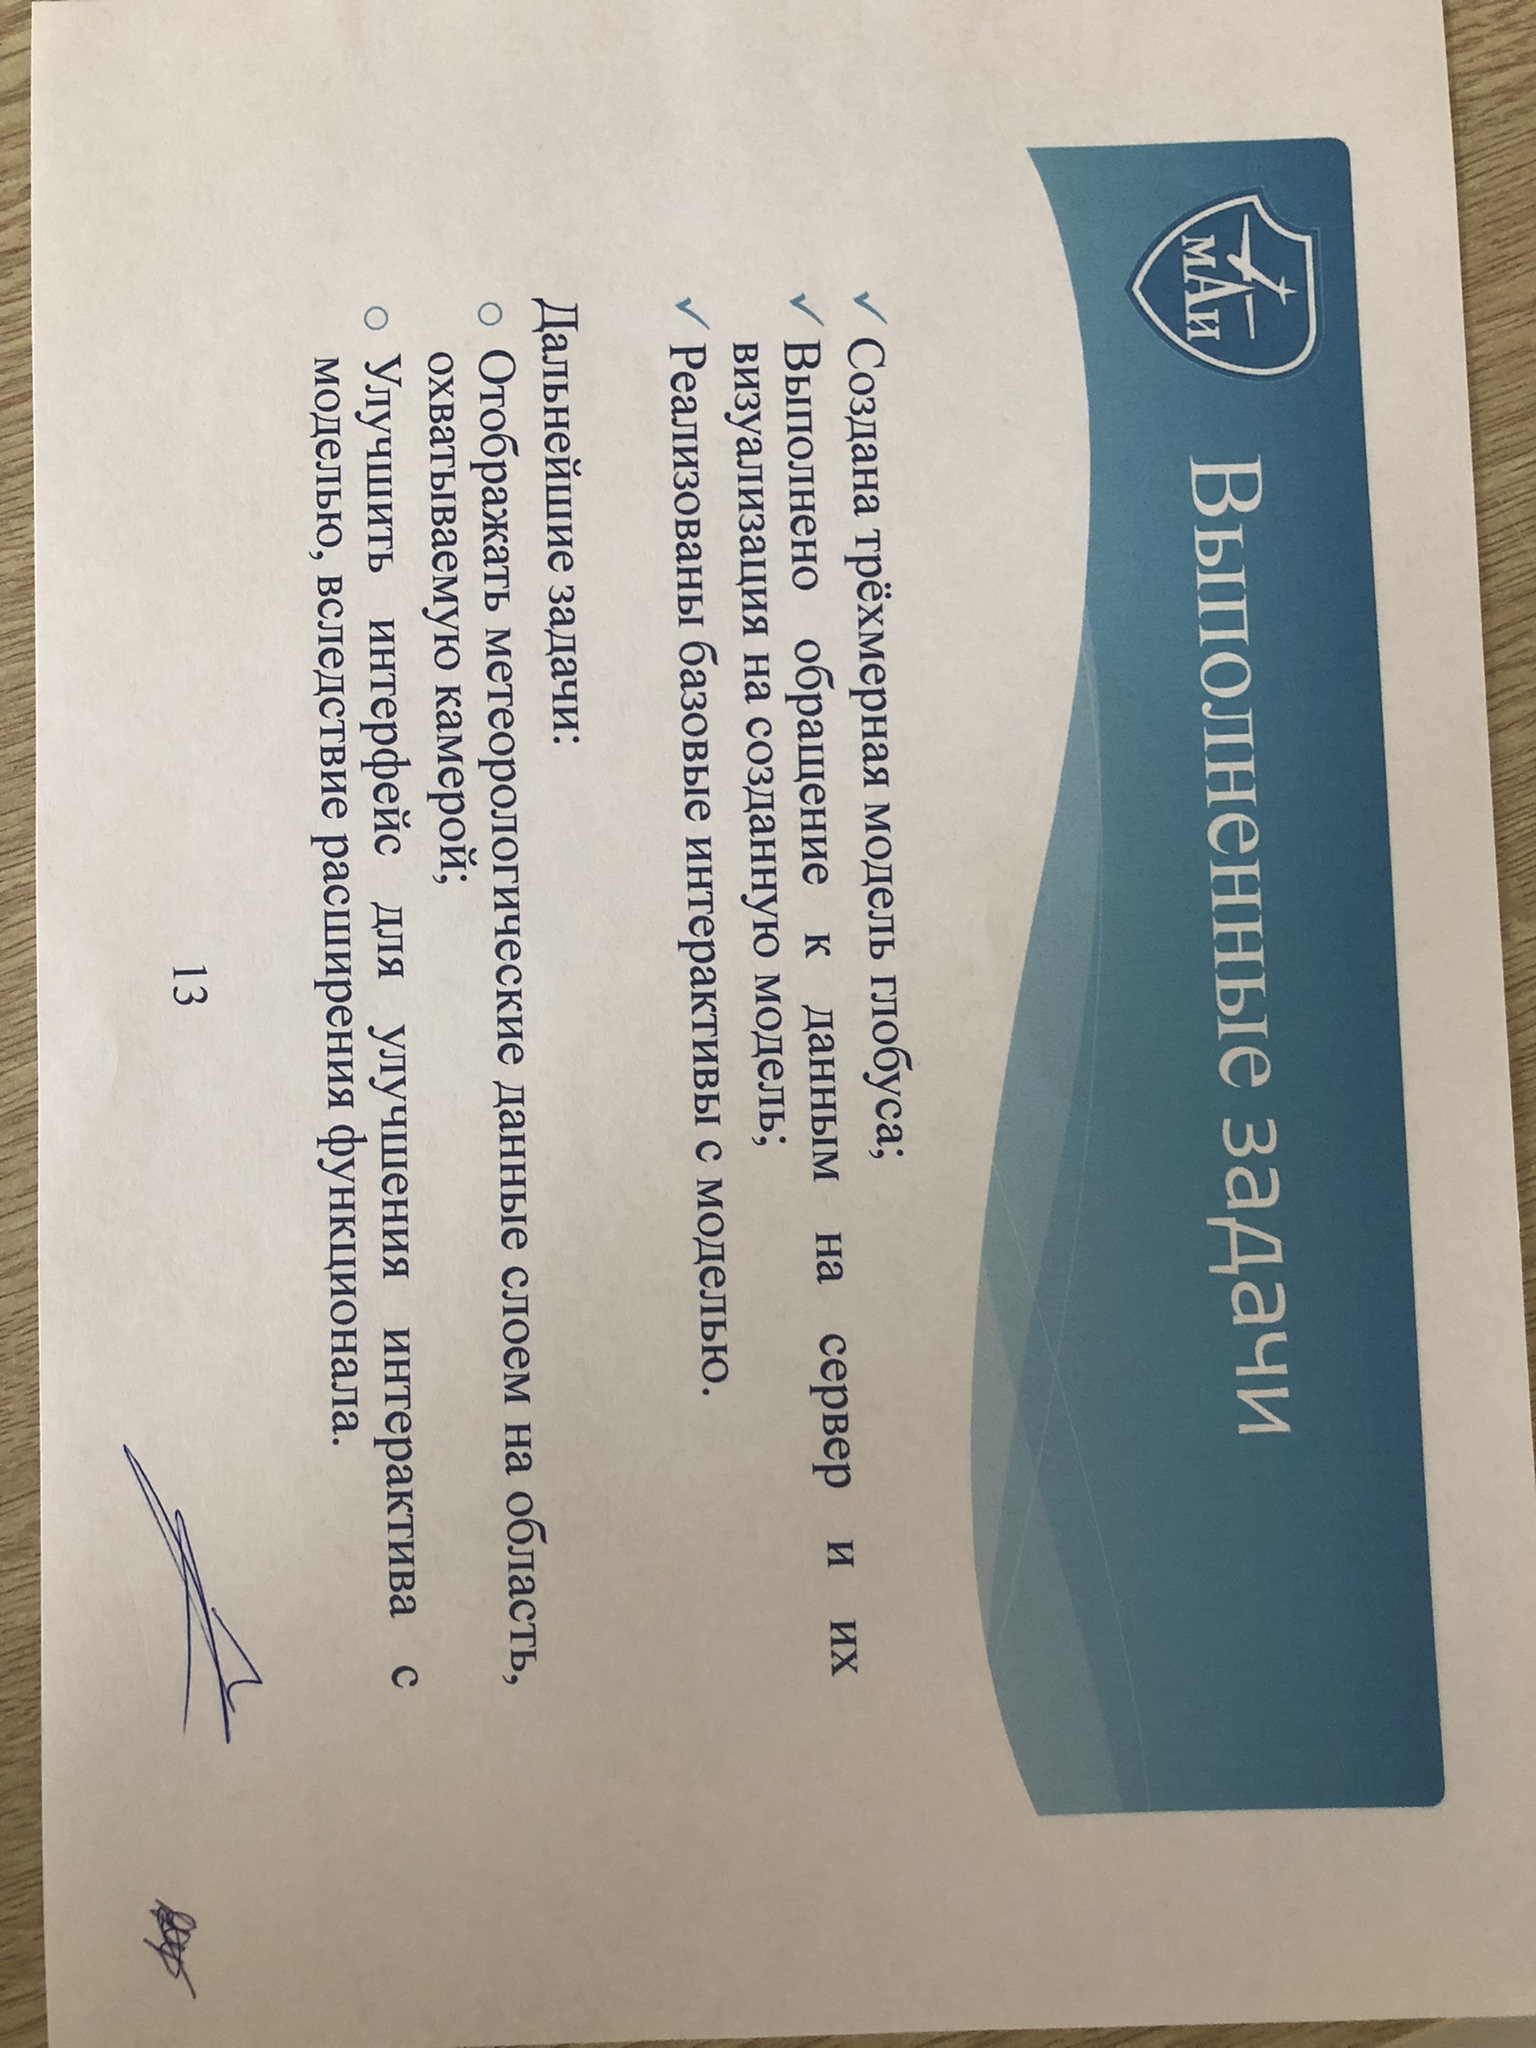 маи
Выполненные задачи
✓ Создана трёхмерная модель глобуса;
✓ Выполнено обращение к данным на сервер и их
визуализация на созданную модель;
✓ Реализованы базовые интерактивы с моделью.
Дальнейшие задачи:
○ Отображать метеорологические данные слоем на область,
охватываемую камерой;
○ Улучшить интерфейс для улучшения интерактива с
моделью, вследствие расширения функционала.
13